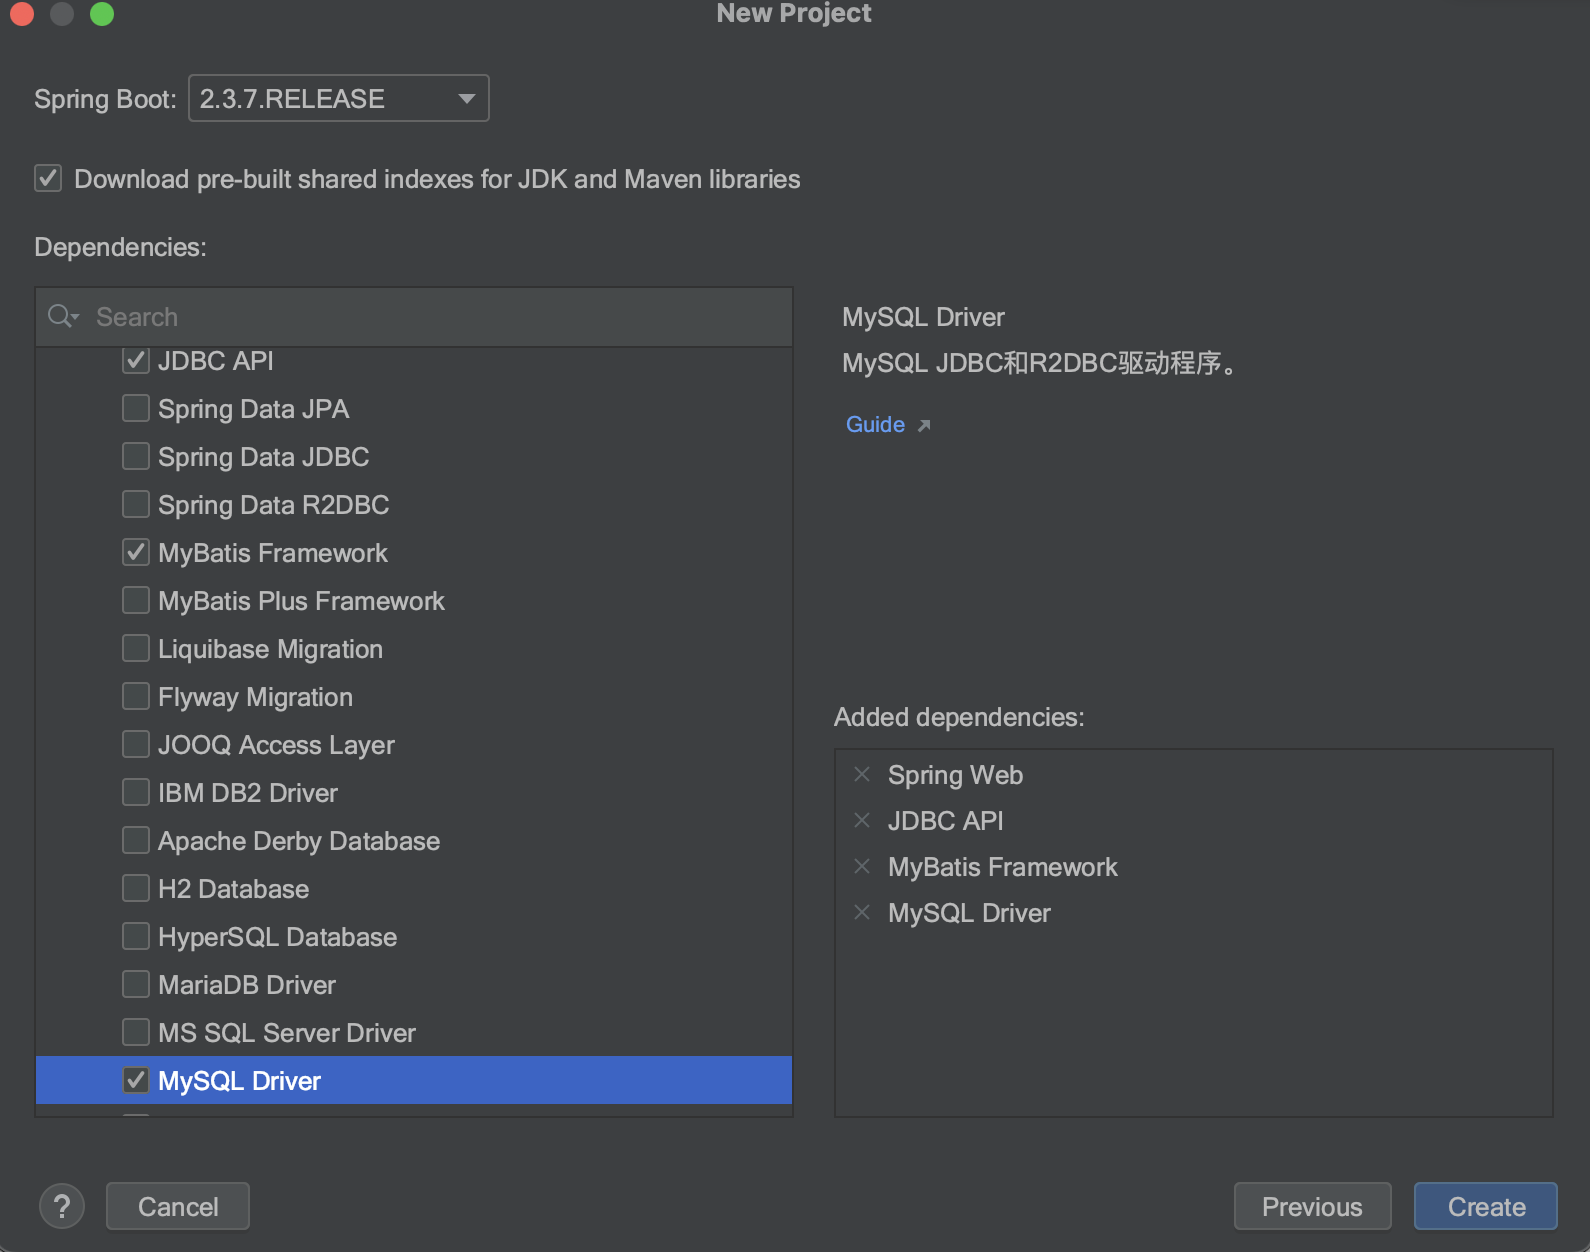 New Project
Spring Boot: 2.3.7.RELEASE
Download pre-built shared indexes for JDK and Maven libraries
Dependencies:
Search
JDBC API
Spring Data JPA
Spring Data JDBC
Spring Data R2DBC
MyBatis Framework
MyBatis Plus Framework
Liquibase Migration
Flyway Migration
JOOQ Access Layer
IBM DB2 Driver
Apache Derby Database
H2 Database
HyperSQL Database
MariaDB Driver
MS SQL Server Driver
MySQL Driver
MySQL Driver
MySQL JDBC和R2DBC驱动程序。
Guide
Added dependencies:
Spring Web
JDBC API
MyBatis Framework
MySQL Driver
? Cancel Previous Create